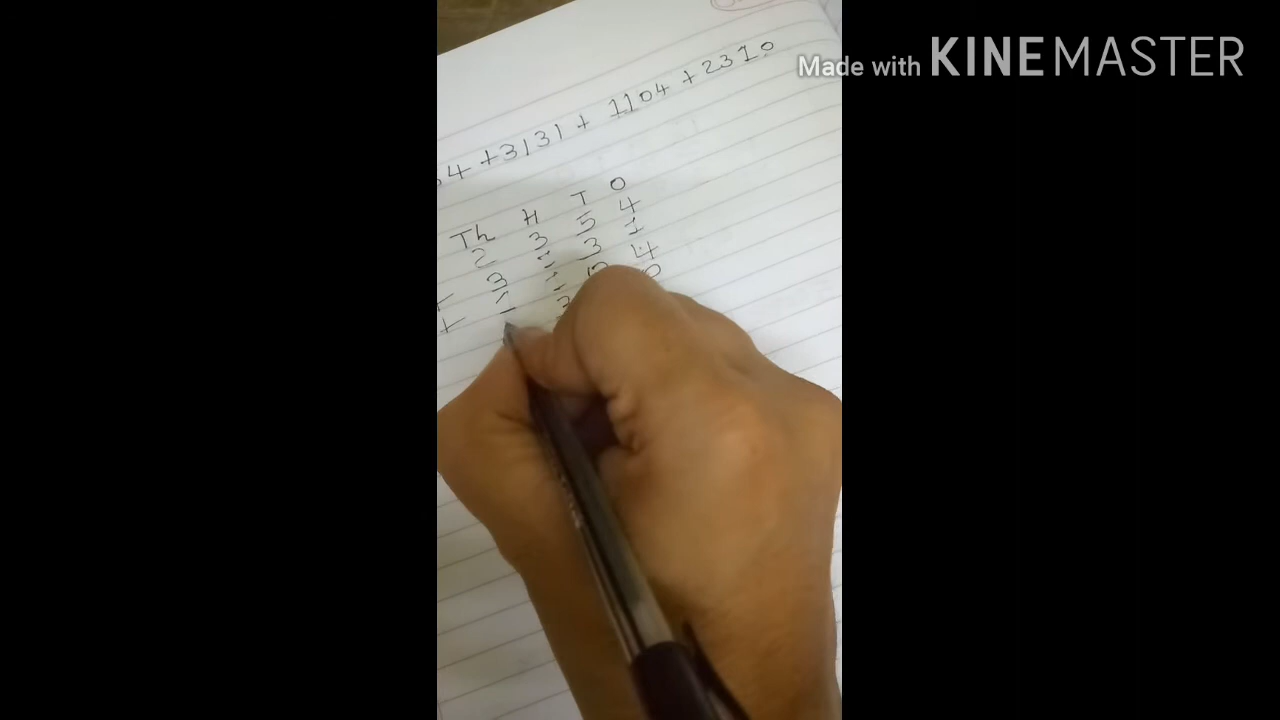 Made with KINEMASTER
4 + 3131 + 1104 + 2310
Th H T O
2 3 5 4
3 1 3 1
+ 1 1 0 4
+
0